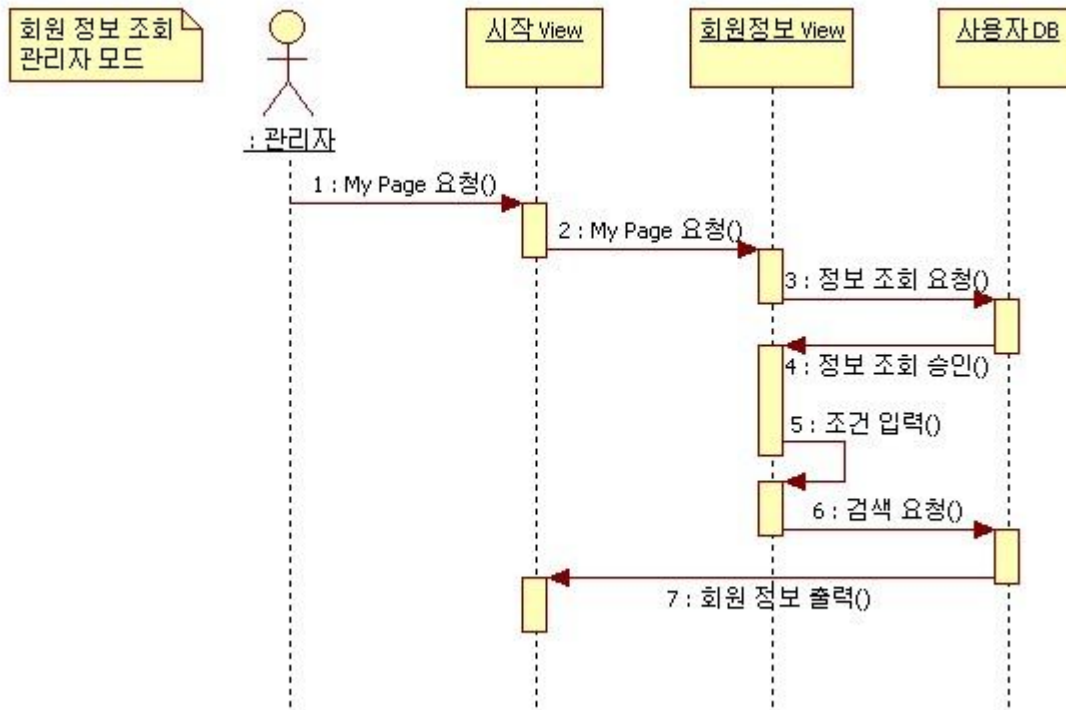 회원 정보 조회
관리자 모드
시작 View
회원정보 View
사용자 DB
: 관리자
1 : My Page 요청()
2 : My Page 요청()
3 : 정보 조회 요청()
4 : 정보 조회 승인()
5 : 조건 입력()
6 : 검색 요청()
7 : 회원 정보 출력()